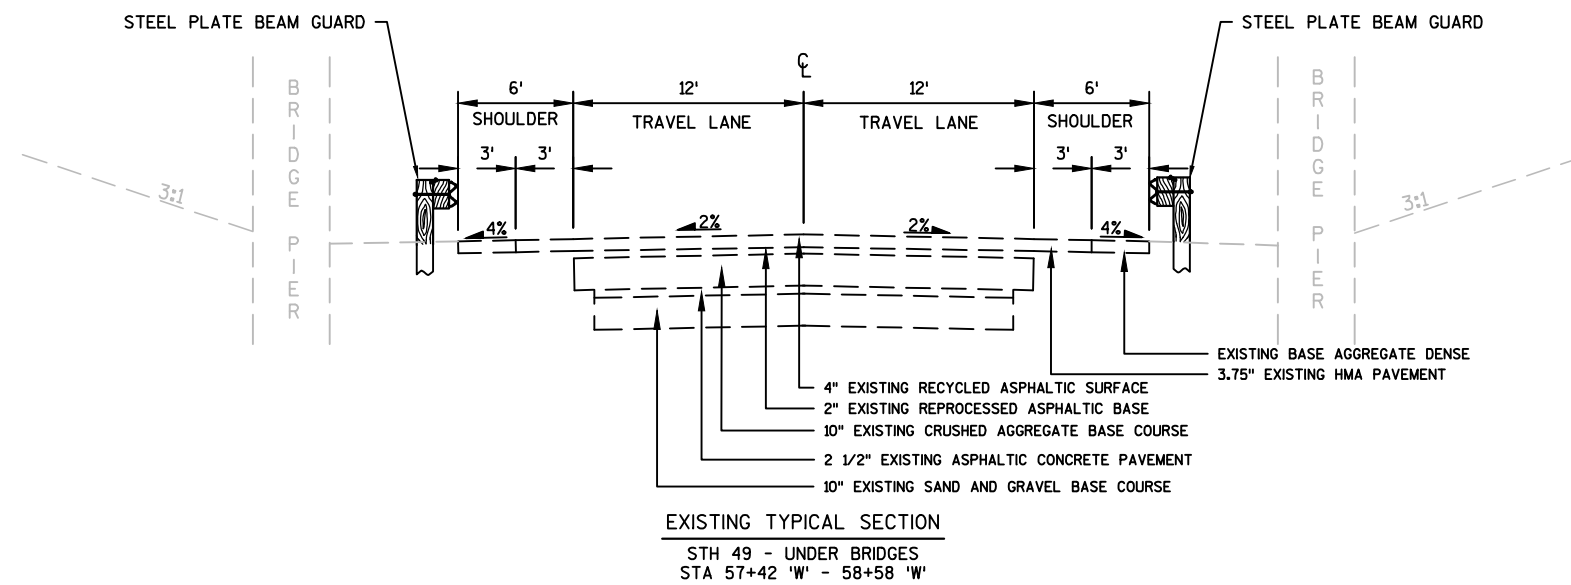 STEEL PLATE BEAM GUARD
STEEL PLATE BEAM GUARD
BRIDGE PIER
BRIDGE PIER
℄
6'
12'
12'
6'
SHOULDER
TRAVEL LANE
TRAVEL LANE
SHOULDER
3'
3'
3'
3'
3:1
3:1
4%
2%
2%
4%
EXISTING BASE AGGREGATE DENSE
3.75" EXISTING HMA PAVEMENT
4" EXISTING RECYCLED ASPHALTIC SURFACE
2" EXISTING REPROCESSED ASPHALTIC BASE
10" EXISTING CRUSHED AGGREGATE BASE COURSE
2 1/2" EXISTING ASPHALTIC CONCRETE PAVEMENT
10" EXISTING SAND AND GRAVEL BASE COURSE
EXISTING TYPICAL SECTION
STH 49 - UNDER BRIDGES
STA 57+42 'W' - 58+58 'W'